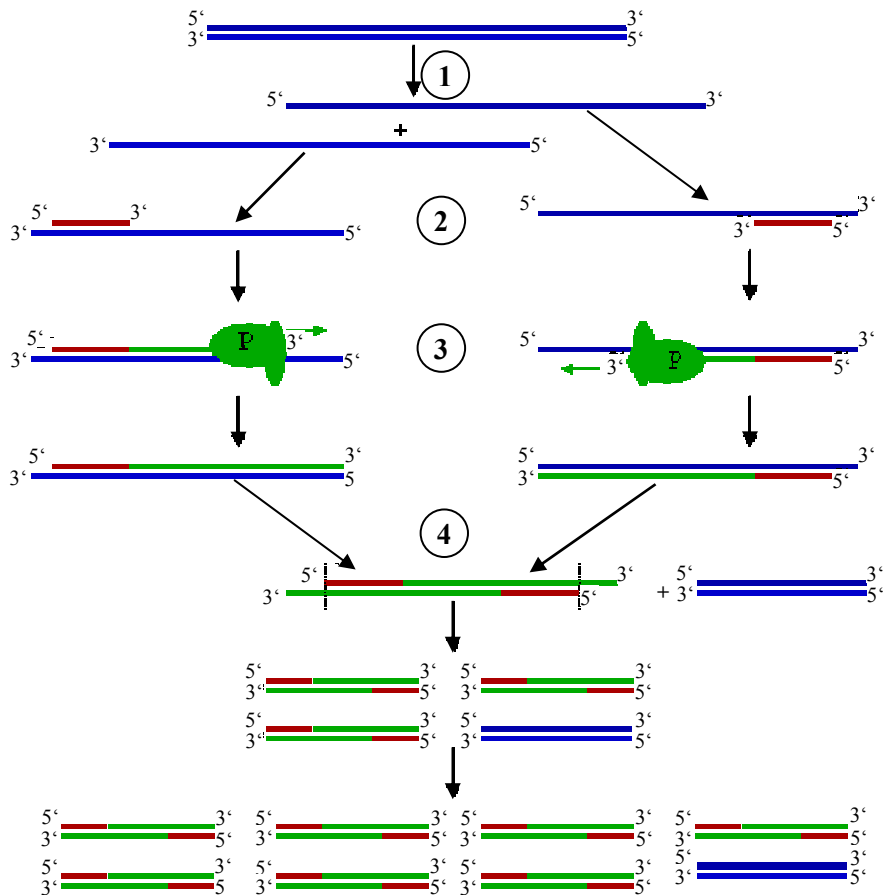 5‘ 3‘
3‘ 5‘
1
5‘ 3‘
+
3‘ 5‘
5‘ 3‘ 2 5‘ 3‘
3‘ 5‘ 3‘ 5‘
5‘ P 3‘ 3 5‘ 3‘
3‘ 5‘ 3‘ P 5‘
5‘ 3‘ 5‘ 3‘
3‘ 5 3‘ 5‘
4
5‘ 3‘ 5‘ 3‘
3‘ 5‘ + 3‘ 5‘
5‘ 3‘ 5‘ 3‘
3‘ 5‘ 3‘ 5‘
5‘ 3‘ 5‘ 3‘
3‘ 5‘ 3‘ 5‘
5‘ 3‘ 5‘ 3‘ 5‘ 3‘ 5‘ 3‘
3‘ 5‘ 3‘ 5‘ 3‘ 5‘ 3‘ 5‘
5‘ 3‘ 5‘ 3‘ 5‘ 3‘ 5‘ 3‘
3‘ 5‘ 3‘ 5‘ 3‘ 5‘ 3‘ 5‘